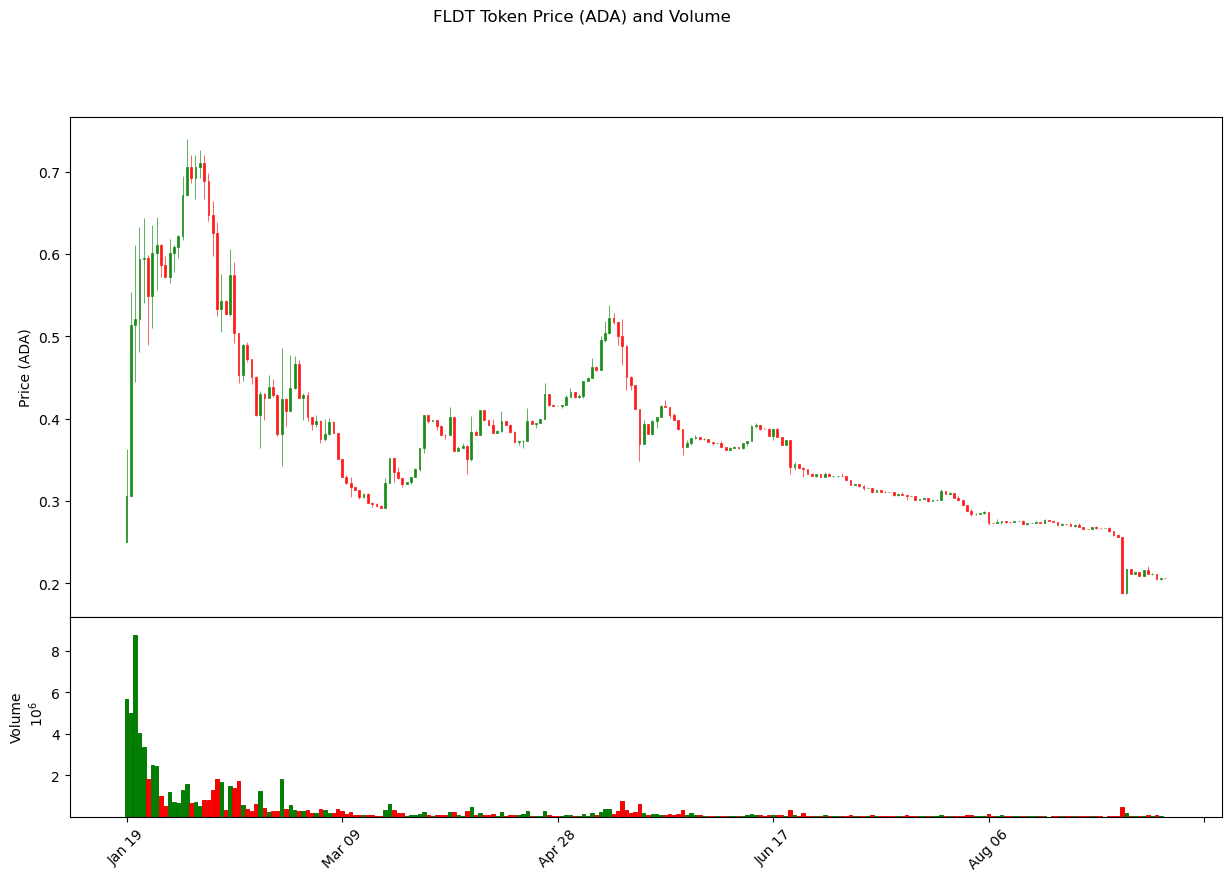 FLDT Token Price (ADA) and Volume
Price (ADA)
0.7
0.6
0.5
0.4
0.3
0.2
Volume
10⁶
8
6
4
2
Jan 19
Mar 09
Apr 28
Jun 17
Aug 06